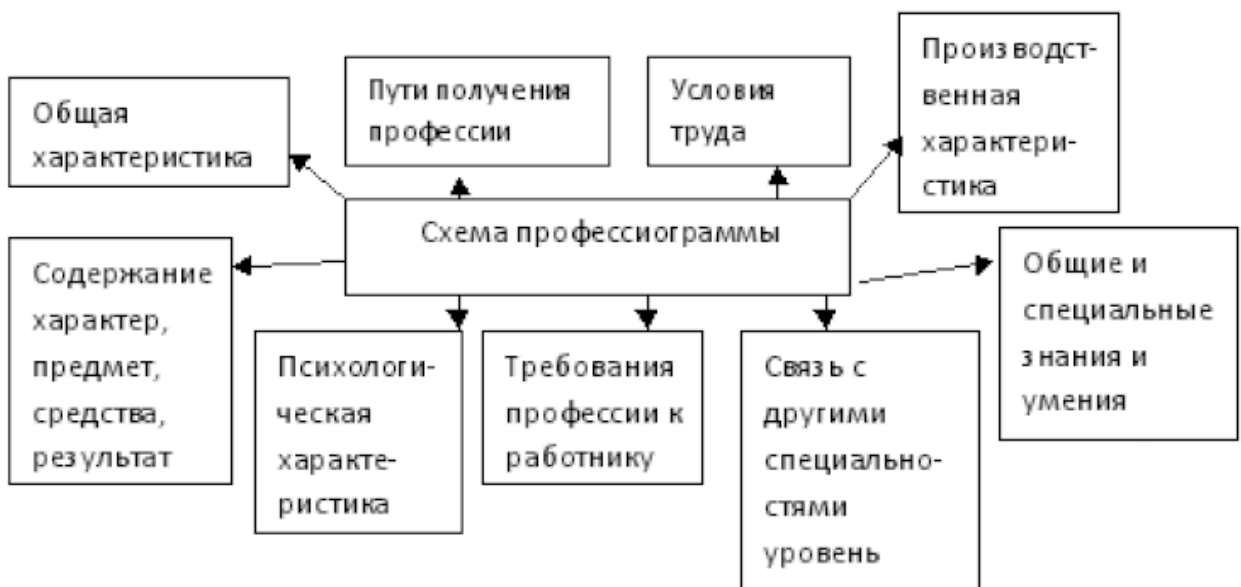 Общая
характеристика
Пути получения
профессии
Условия
труда
Производст-
венная
характери-
стика
Схема профессиограммы
Содержание
характер,
предмет,
средства,
результат
Психологи-
ческая
характе-
ристика
Требования
профессии к
работнику
Связь с
другими
специально-
стями
уровень
Общие и
специальные
знания и
умения